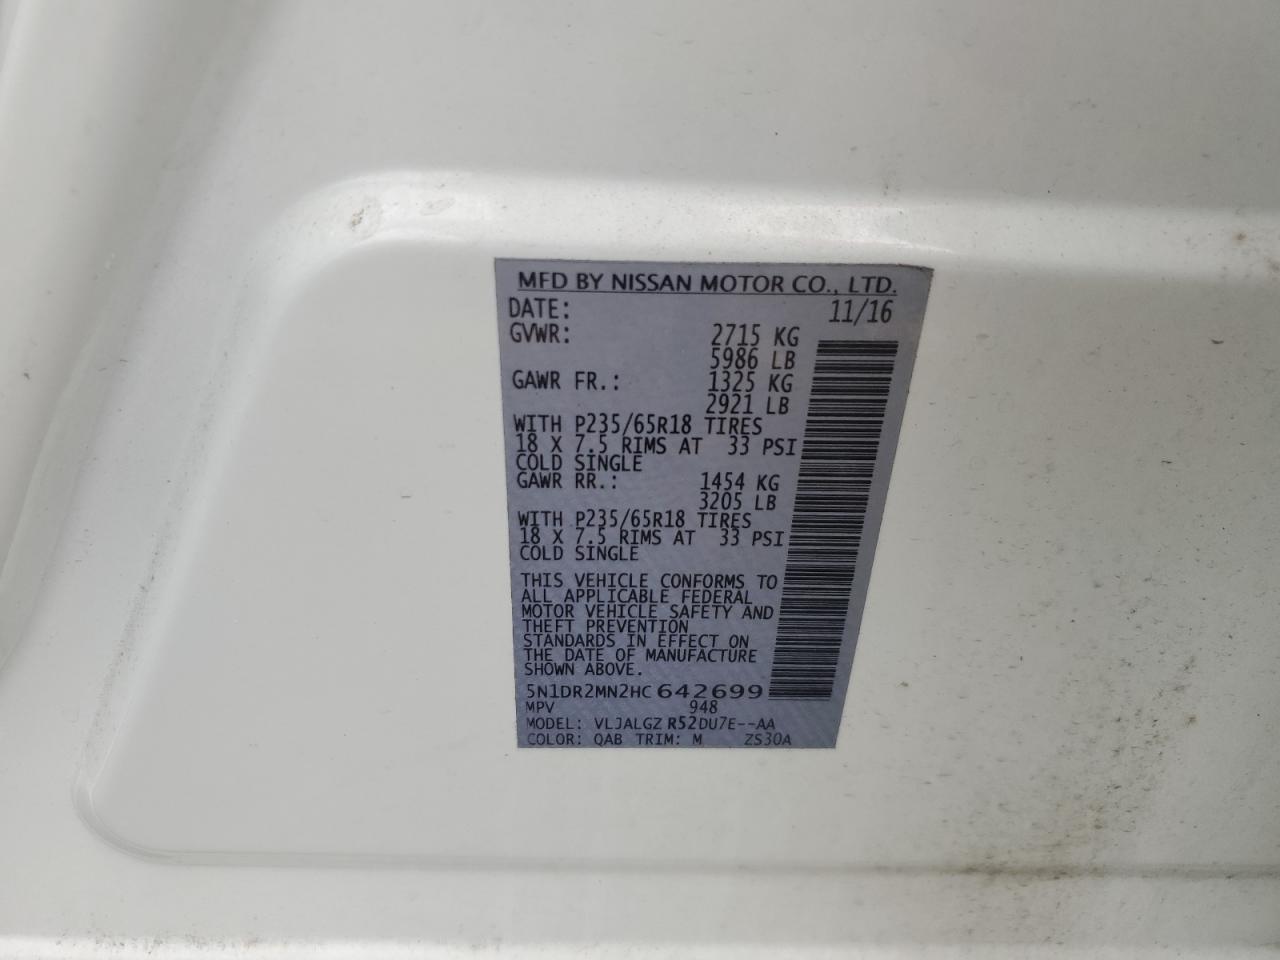 MFD BY NISSAN MOTOR CO., LTD.
DATE: 11/16
GVWR: 2715 KG
5986 LB
GAWR FR.: 1325 KG
2921 LB
WITH P235/65R18 TIRES
18 X 7.5 RIMS AT 33 PSI
COLD SINGLE
GAWR RR.: 1454 KG
3205 LB
WITH P235/65R18 TIRES
18 X 7.5 RIMS AT 33 PSI
COLD SINGLE
THIS VEHICLE CONFORMS TO
ALL APPLICABLE FEDERAL
MOTOR VEHICLE SAFETY AND
THEFT PREVENTION
STANDARDS IN EFFECT ON
THE DATE OF MANUFACTURE
SHOWN ABOVE.
5N1DR2MN2HC642699
MPV 948
MODEL: VLJALGZ R52DU7E--AA
COLOR: QAB TRIM: M ZS30A